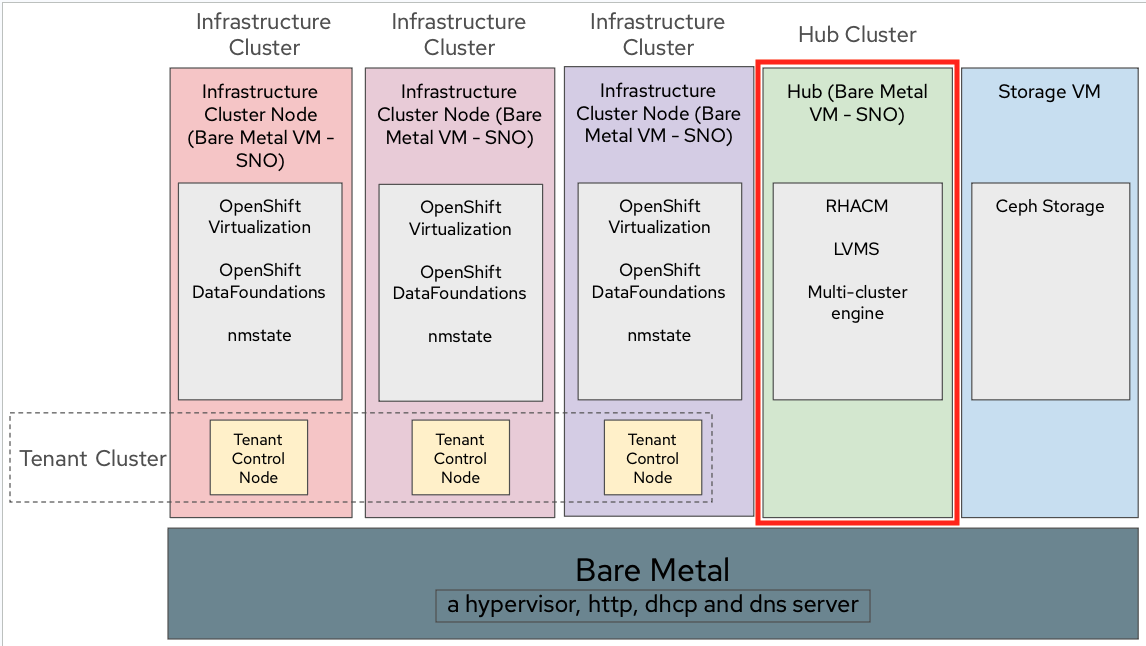 Infrastructure
Cluster
Infrastructure
Cluster
Infrastructure
Cluster
Hub Cluster
Infrastructure
Cluster Node
(Bare Metal VM -
SNO)
OpenShift
Virtualization
OpenShift
DataFoundations
nmstate
Infrastructure
Cluster Node (Bare
Metal VM - SNO)
OpenShift
Virtualization
OpenShift
DataFoundations
nmstate
Infrastructure
Cluster Node (Bare
Metal VM - SNO)
OpenShift
Virtualization
OpenShift
DataFoundations
nmstate
Hub (Bare Metal
VM - SNO)
RHACM
LVMS
Multi-cluster
engine
Storage VM
Ceph Storage
Tenant Cluster
Tenant
Control
Node
Tenant
Control
Node
Tenant
Control
Node
Bare Metal
a hypervisor, http, dhcp and dns server